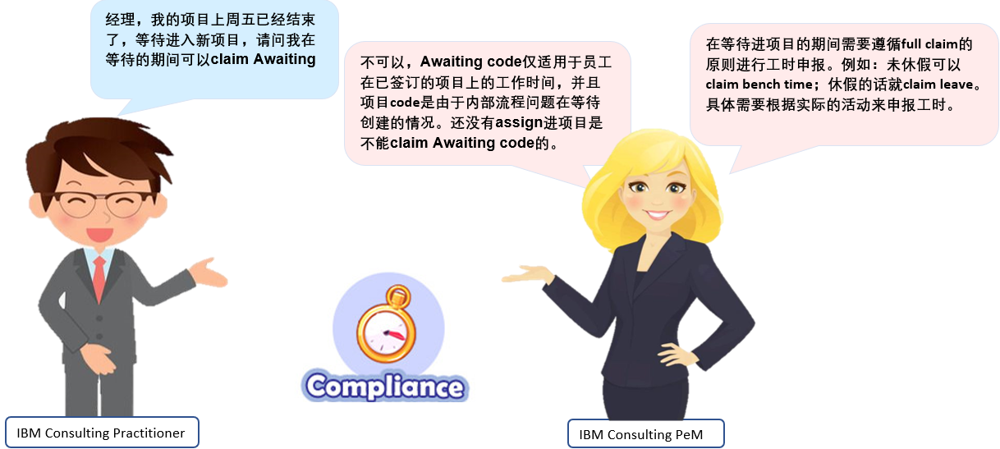 经理，我的项目上周五已经结束
了，等待进入新项目，请问我在
等待的期间可以claim Awaiting
不可以，Awaiting code仅适用于员工
在已签订的项目上的工作时间，并且
项目code是由于内部流程问题在等待
创建的情况。还没有assign进项目是
不能claim Awaiting code的。
在等待进项目的期间需要遵循full claim的
原则进行工时申报。例如：未休假可以
claim bench time；休假的话就claim leave。
具体需要根据实际的活动来申报工时。
Compliance
IBM Consulting Practitioner
IBM Consulting PeM